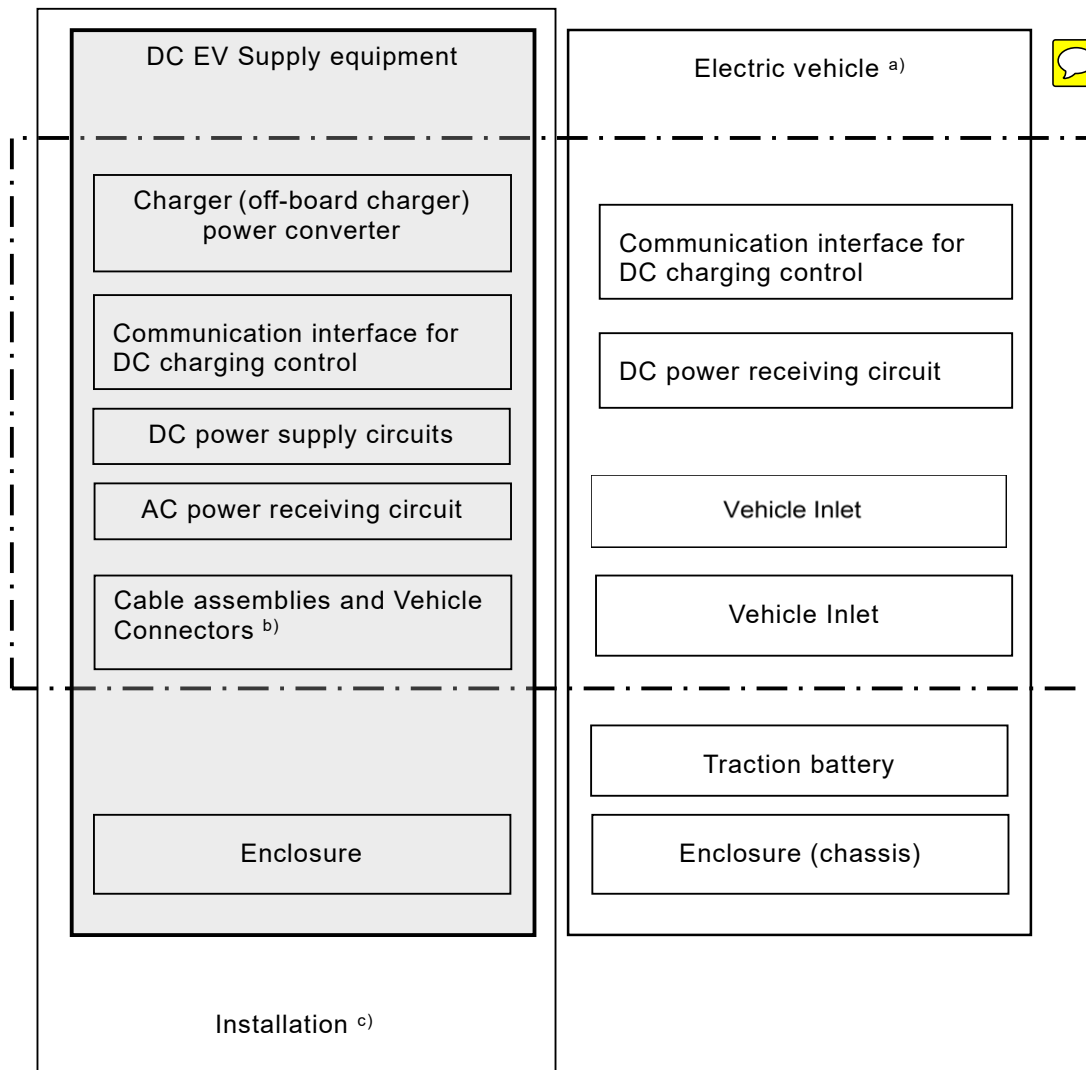 DC EV Supply equipment
Charger (off-board charger)
power converter
Communication interface for
DC charging control
DC power supply circuits
AC power receiving circuit
Cable assemblies and Vehicle
Connectors b)
Enclosure
Installation c)
Electric vehicle a)
Communication interface for
DC charging control
DC power receiving circuit
Vehicle Inlet
Vehicle Inlet
Traction battery
Enclosure (chassis)